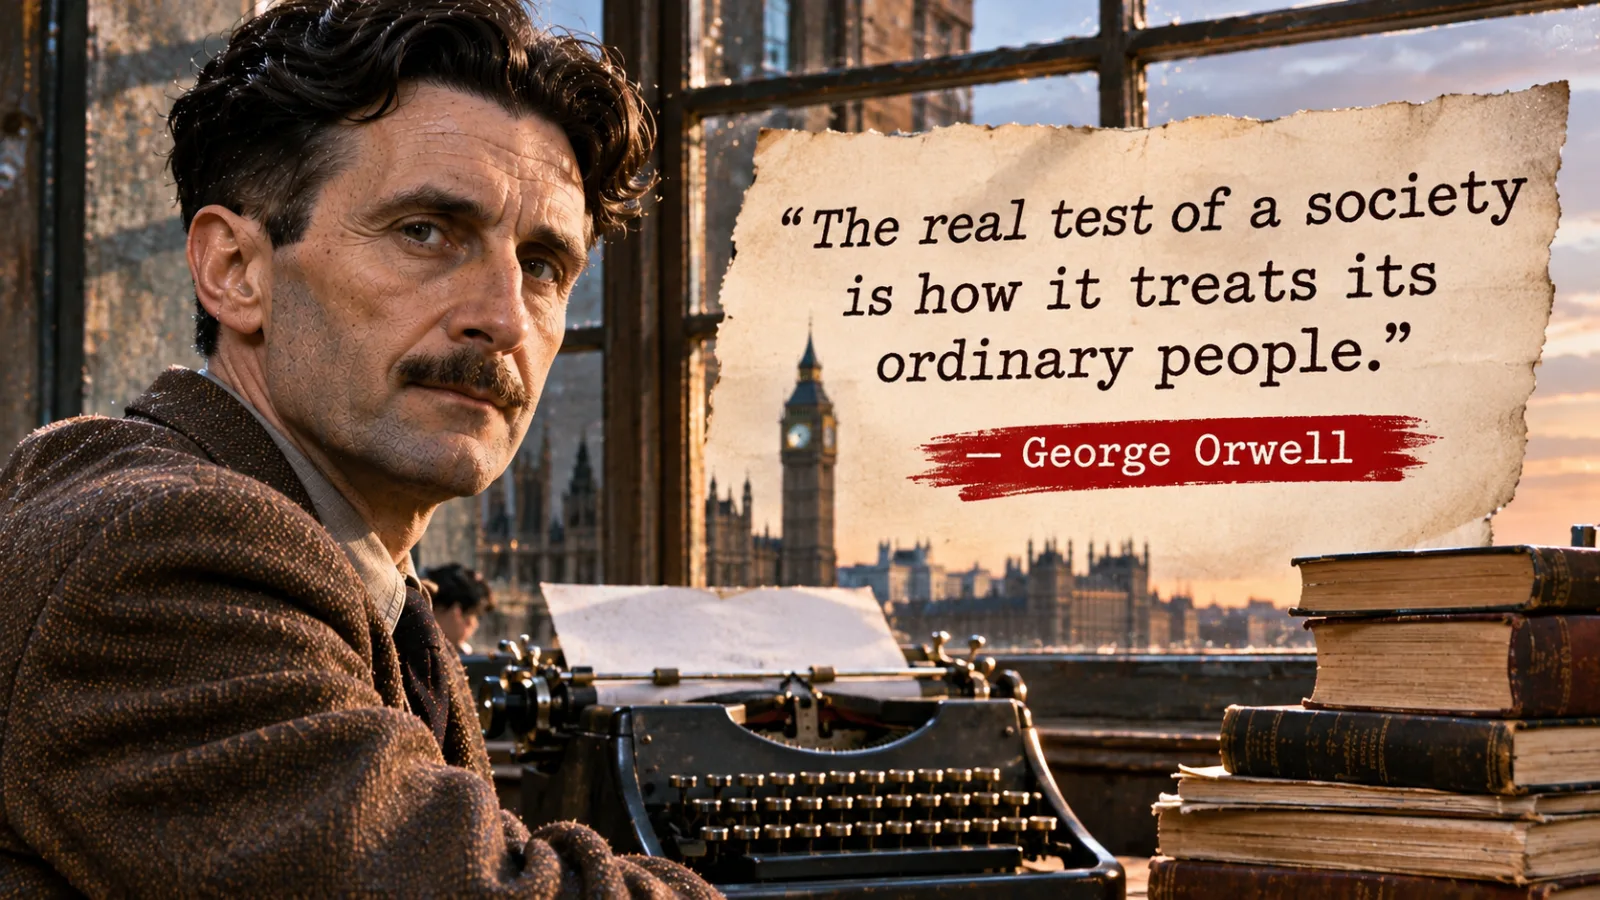 “The real test of a society
is how it treats its
ordinary people.”
— George Orwell